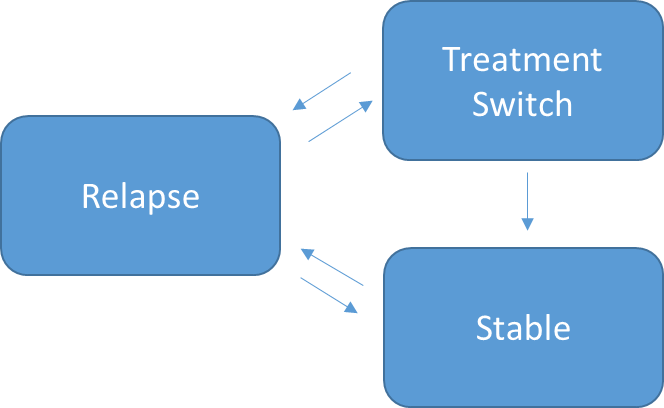 Treatment
Switch
Relapse
Stable